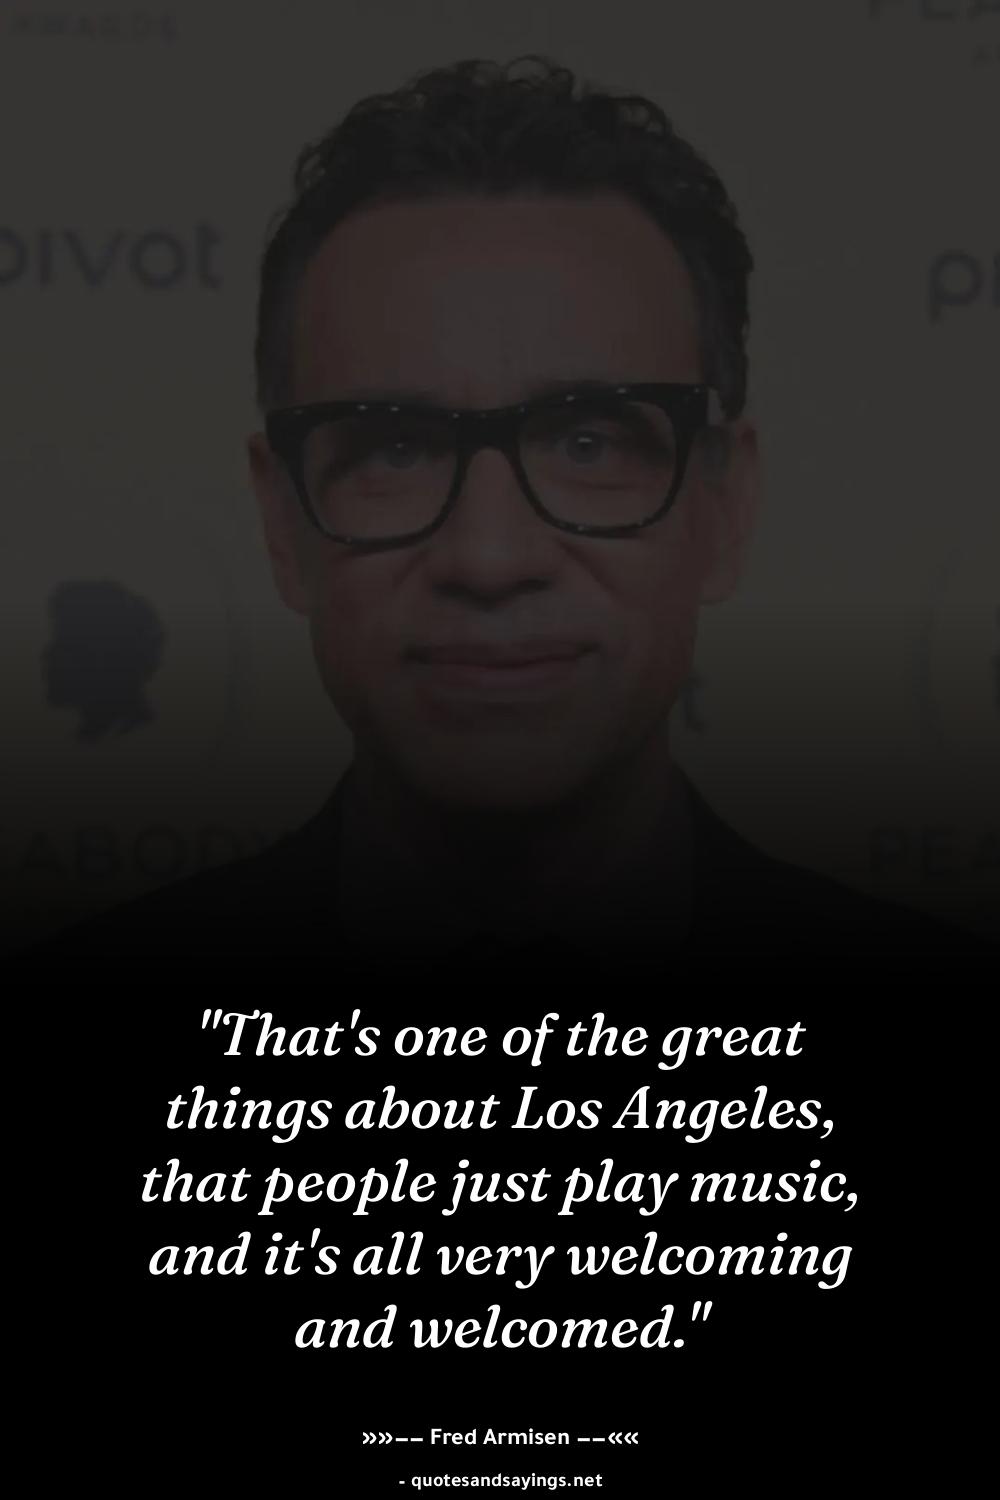 AWARDS
pivot
"That's one of the great
things about Los Angeles,
that people just play music,
and it's all very welcoming
and welcomed."
»»−− Fred Armisen −−««
- quotesandsayings.net